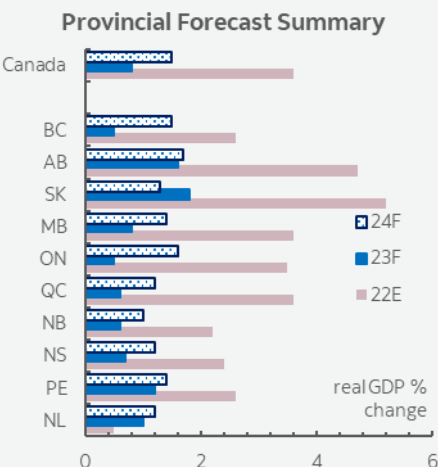 Provincial Forecast Summary
Canada
BC
AB
SK
MB
ON
QC
NB
NS
PE
NL
24F
23F
22E
real GDP %
change
0 2 4 6